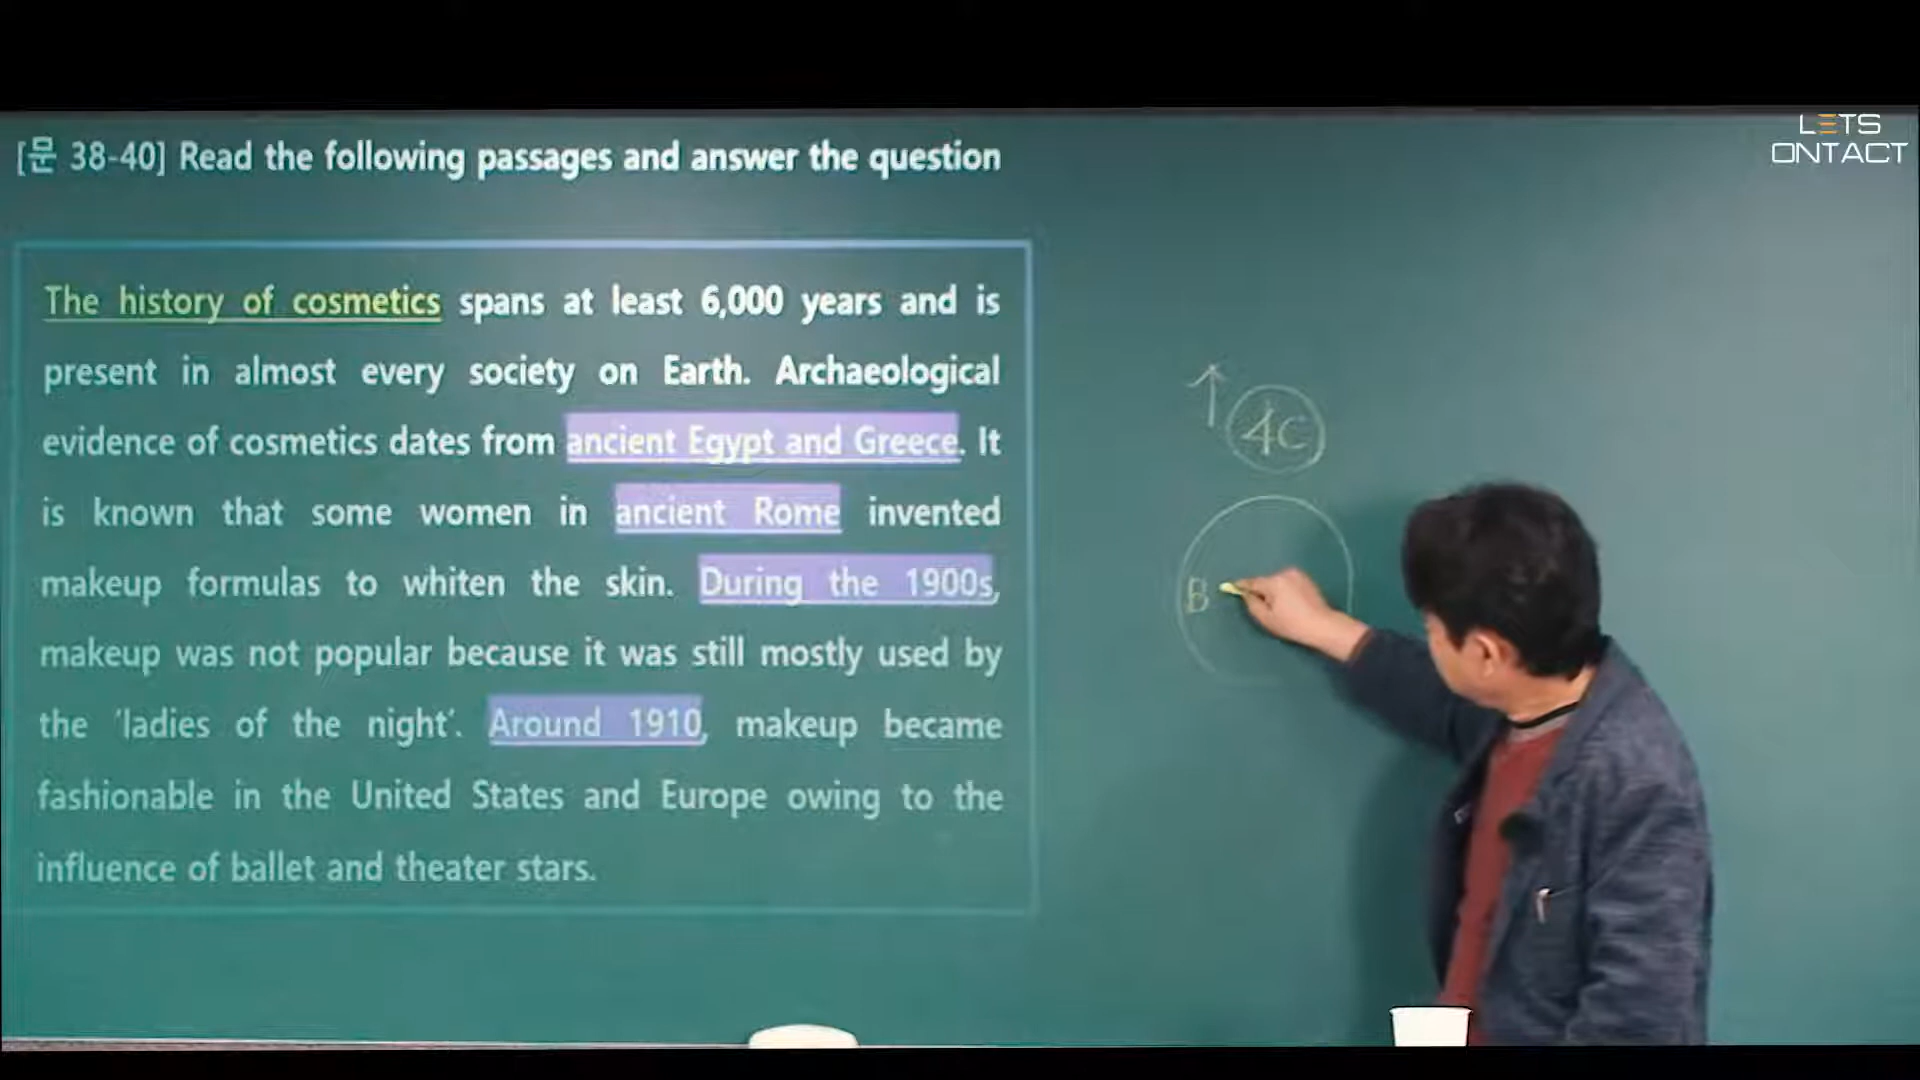 [문 38-40] Read the following passages and answer the question
LETS
ONTACT
The history of cosmetics spans at least 6,000 years and is
present in almost every society on Earth. Archaeological
evidence of cosmetics dates from ancient Egypt and Greece. It
is known that some women in ancient Rome invented
makeup formulas to whiten the skin. During the 1900s,
makeup was not popular because it was still mostly used by
the 'ladies of the night'. Around 1910, makeup became
fashionable in the United States and Europe owing to the
influence of ballet and theater stars.
↑ 4C
B